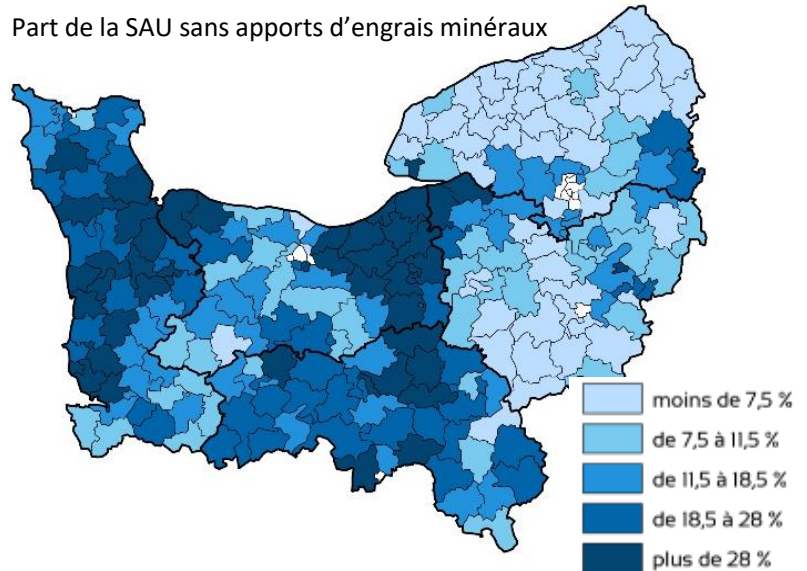 Part de la SAU sans apports d’engrais minéraux
moins de 7,5 %
de 7,5 à 11,5 %
de 11,5 à 18,5 %
de 18,5 à 28 %
plus de 28 %